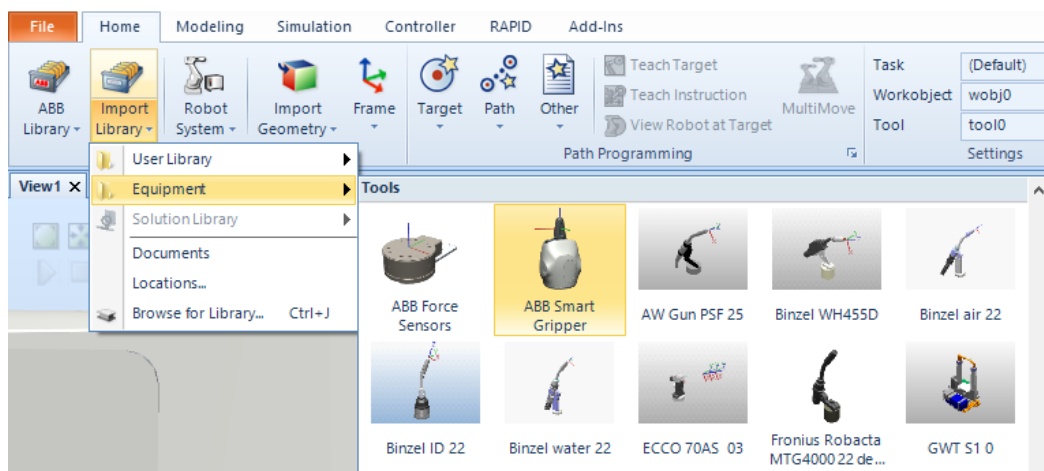 File Home Modeling Simulation Controller RAPID Add-Ins
ABB
Library
Import
Library
Robot
System
Import
Geometry
Frame
Target
Path
Other
Teach Target
Teach Instruction
View Robot at Target
MultiMove
Path Programming
Task (Default)
Workobject wobj0
Tool tool0
Settings
View1 X
User Library
Equipment
Solution Library
Documents
Locations...
Browse for Library... Ctrl+J
Tools
ABB Force
Sensors
ABB Smart
Gripper
AW Gun PSF 25
Binzel WH455D
Binzel air 22
Binzel ID 22
Binzel water 22
ECCO 70AS 03
Fronius Robacta
MTG4000 22 de...
GWT S1 0